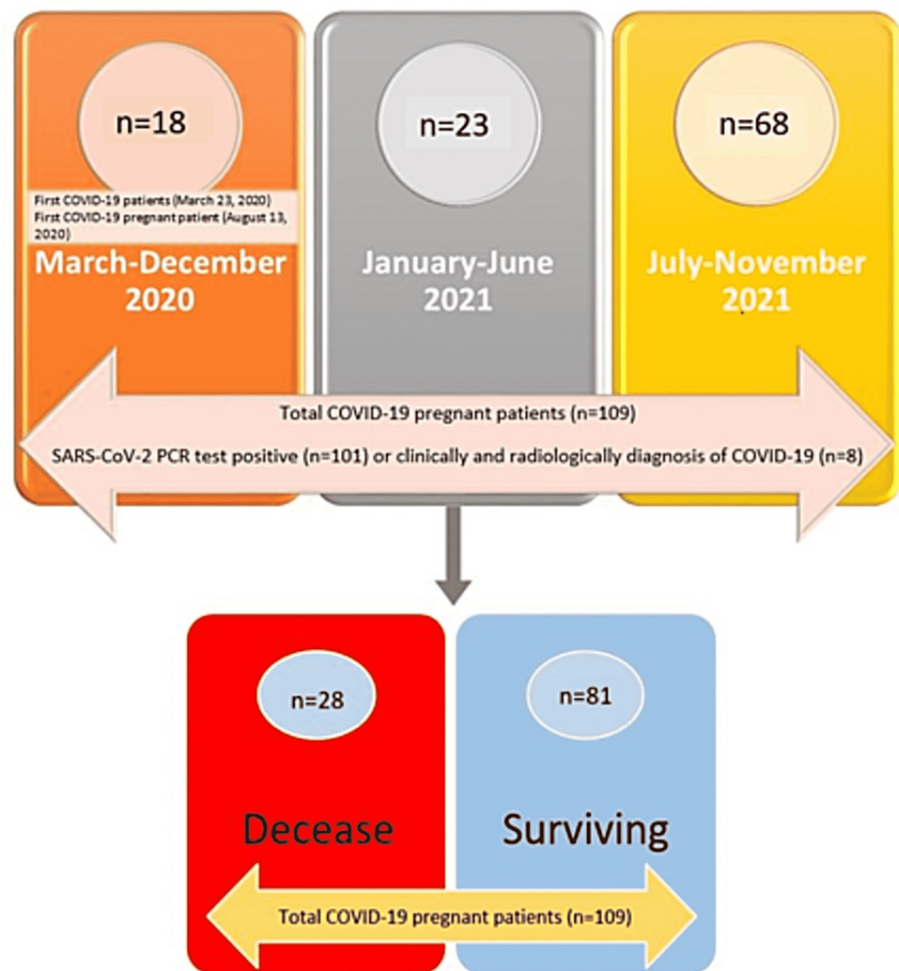 n=18
n=23
n=68
First COVID-19 patients (March 23, 2020)
First COVID-19 pregnant patient (August 13,
2020)
March-December
2020
January-June
2021
July-November
2021
Total COVID-19 pregnant patients (n=109)
SARS-CoV-2 PCR test positive (n=101) or clinically and radiologically diagnosis of COVID-19 (n=8)
n=28
n=81
Decease
Surviving
Total COVID-19 pregnant patients (n=109)